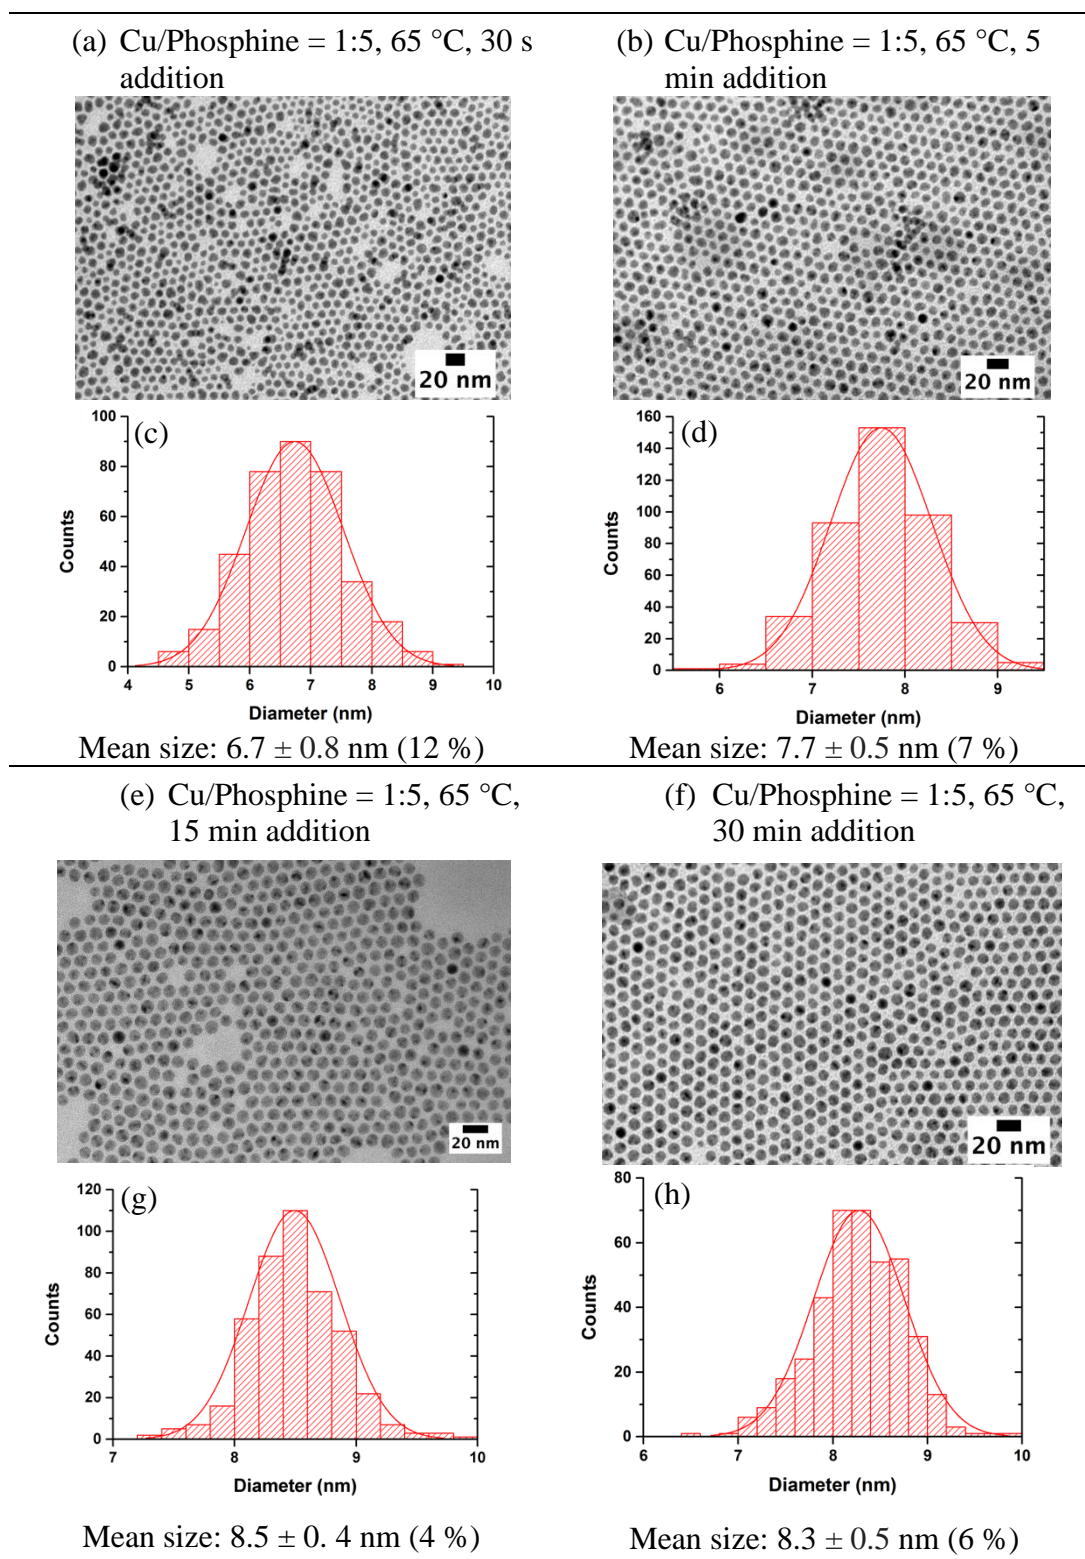 (a) Cu/Phosphine = 1:5, 65 °C, 30 s
addition
(b) Cu/Phosphine = 1:5, 65 °C, 5
min addition
20 nm
20 nm
(c)
100
80
60
40
20
0
4 5 6 7 8 9 10
Counts
Diameter (nm)
(d)
160
140
120
100
80
60
40
20
0
6 7 8 9
Counts
Diameter (nm)
Mean size: 6.7 ± 0.8 nm (12 %)
Mean size: 7.7 ± 0.5 nm (7 %)
(e) Cu/Phosphine = 1:5, 65 °C,
15 min addition
(f) Cu/Phosphine = 1:5, 65 °C,
30 min addition
20 nm
20 nm
(g)
120
100
80
60
40
20
0
7 8 9 10
Counts
Diameter (nm)
(h)
80
60
40
20
0
6 7 8 9 10
Counts
Diameter (nm)
Mean size: 8.5 ± 0. 4 nm (4 %)
Mean size: 8.3 ± 0.5 nm (6 %)